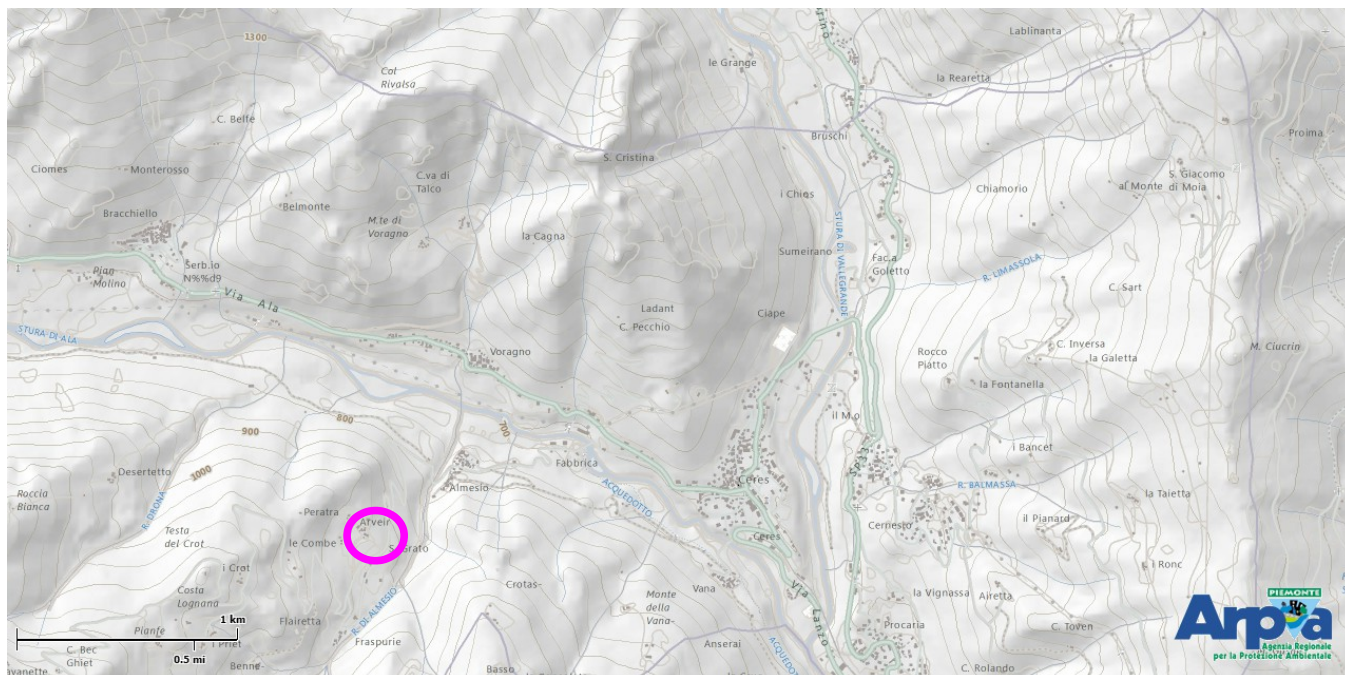 1300
Col
Rivalsa
le Grange
Lablinanta
la Rearetta
C. Belfe
Bruschi
Proima
S. Cristina
Ciomes
Monterosso
C.va di
Talco
S. Giacomo
di Moia
al Monte
Chiamorio
i Chios
Belmonte
Bracchiello
M.te di
Voragno
la Cagna
STURA DI VALLEGRANDE
Sumeirano
Fac.a
Goletto
R. LIMASSOLA
Serb.io
N%%d9
Pian
Molino
Via Ala
C. Sart
Ladant
C. Pecchio
Ciape
STURA DI ALA
Voragno
Rocco
Piatto
C. Inversa
la Galetta
M. Ciucrin
la Fontanella
800
900
700
il M.o
1000
SP33
i Bancet
Desertetto
Fabbrica
Almesio
ACQUEDOTTO
Ceres
R. BALMASSA
la Taietta
Roccia
Bianca
R. DRONA
Peratra
Arveir
Testa
del Crot
le Combe
Cernesio
il Pianard
Ceres
i Crot
i Ronc
Costa
Lognana
Crotas
Vana
Via Lanzo
la Vignassa
Airetta
Monte
della
Vana
R. DI ALMESIO
Flairetta
Fraspurie
Procaria
C. Toven
Anserai
ACQUEDOTTO
1 km
0.5 mi
C. Bec
Ghiet
i Priet
Benne
Basso
C. Rolando
PIEMONTE
Arpa
Agenzia Regionale
per la Protezione Ambientale